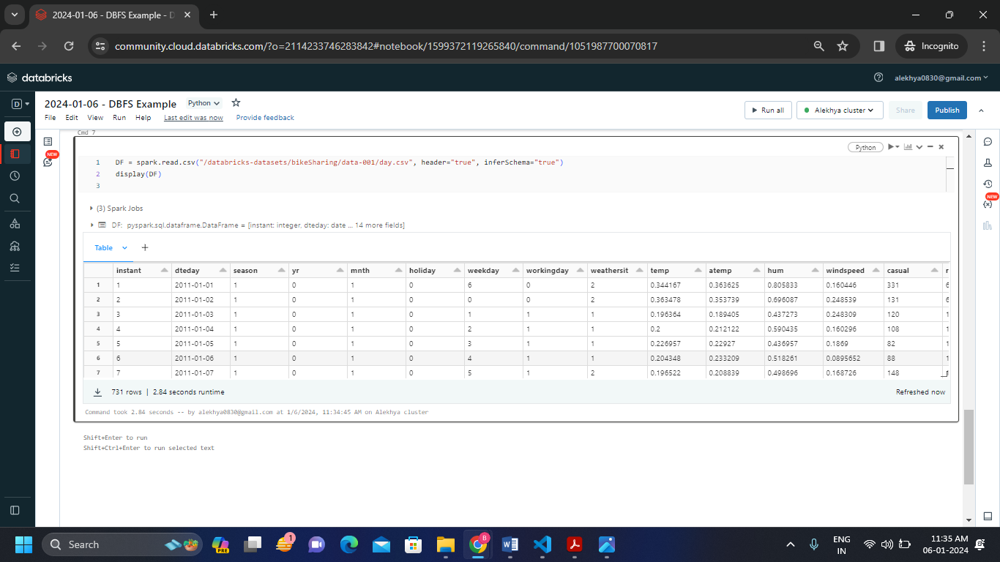 2024-01-06 - DBFS Example - D
community.cloud.databricks.com/?o=2114233746283842#notebook/1599372119265840/command/1051987700070817
Incognito
databricks
alekhya0830@gmail.com
D
2024-01-06 - DBFS Example
Python
File Edit View Run Help Last edit was now Provide feedback
Run all
Alekhya cluster
Share
Publish
NEW
NEW
Cmd 7
Python
1 DF = spark.read.csv("/databricks-datasets/bikeSharing/data-001/day.csv", header="true", inferSchema="true")
2 display(DF)
3
(3) Spark Jobs
DF: pyspark.sql.dataframe.DataFrame = [instant: integer, dteday: date ... 14 more fields]
Table +
instant dteday season yr mnth holiday weekday workingday weathersit temp atemp hum windspeed casual r
1 1 2011-01-01 1 0 1 0 6 0 2 0.344167 0.363625 0.805833 0.160446 331 6
2 2 2011-01-02 1 0 1 0 0 0 2 0.363478 0.353739 0.696087 0.248539 131 6
3 3 2011-01-03 1 0 1 0 1 1 1 0.196364 0.189405 0.437273 0.248309 120 1
4 4 2011-01-04 1 0 1 0 2 1 1 0.2 0.212122 0.590435 0.160296 108 1
5 5 2011-01-05 1 0 1 0 3 1 1 0.226957 0.22927 0.436957 0.1869 82 1
6 6 2011-01-06 1 0 1 0 4 1 1 0.204348 0.233209 0.518261 0.0895652 88 1
7 7 2011-01-07 1 0 1 0 5 1 2 0.196522 0.208839 0.498696 0.168726 148 1
731 rows | 2.84 seconds runtime
Refreshed now
Command took 2.84 seconds -- by alekhya0830@gmail.com at 1/6/2024, 11:34:45 AM on Alekhya cluster
Shift+Enter to run
Shift+Ctrl+Enter to run selected text
Search
PRE
1
B
ENG
IN
11:35 AM
06-01-2024